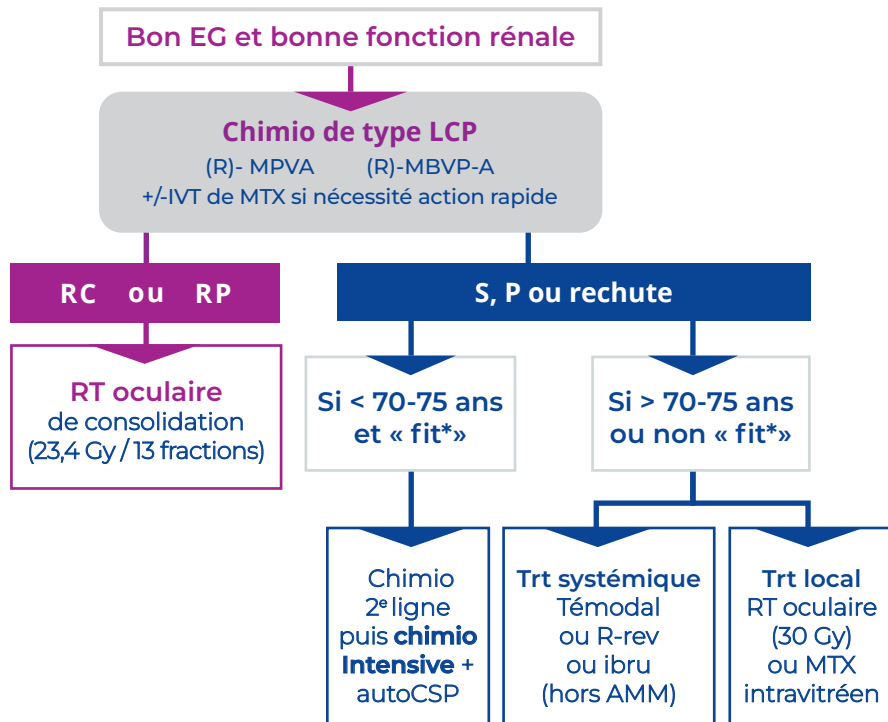 Bon EG et bonne fonction rénale
Chimio de type LCP
(R)- MPVA (R)-MBVP-A
+/-IVT de MTX si nécessité action rapide
RC ou RP
RT oculaire
de consolidation
(23,4 Gy / 13 fractions)
S, P ou rechute
Si < 70-75 ans
et « fit*»
Si > 70-75 ans
ou non « fit*»
Chimio
2e ligne
puis chimio
Intensive +
autoCSP
Trt systémique
Témodal
ou R-rev
ou ibru
(hors AMM)
Trt local
RT oculaire
(30 Gy)
ou MTX
intravitréen